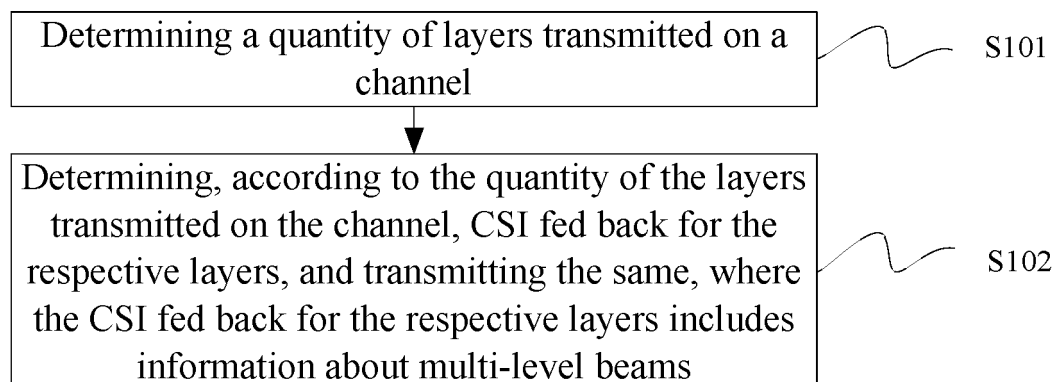 Determining a quantity of layers transmitted on a
channel
S101
Determining, according to the quantity of the layers
transmitted on the channel, CSI fed back for the
respective layers, and transmitting the same, where
the CSI fed back for the respective layers includes
information about multi-level beams
S102